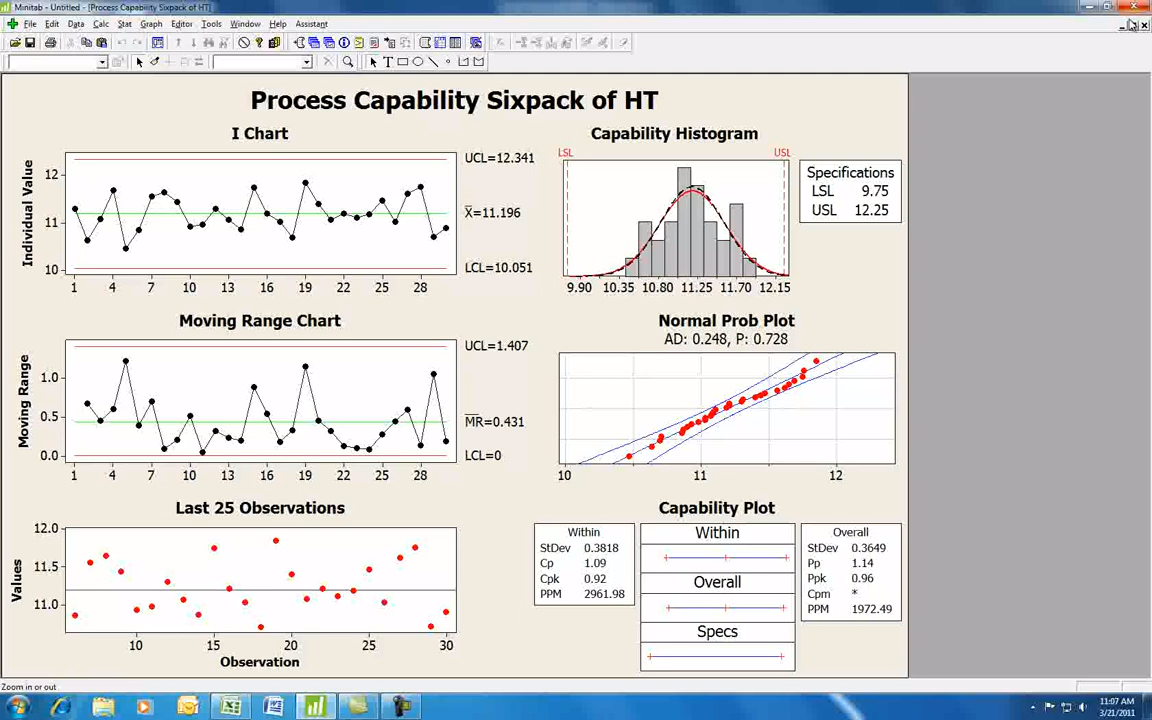 Minitab - Untitled - [Process Capability Sixpack of HT]
File Edit Data Calc Stat Graph Editor Tools Window Help Assistant
Process Capability Sixpack of HT
I Chart
Individual Value
12
11
10
1 4 7 10 13 16 19 22 25 28
UCL=12.341
X=11.196
LCL=10.051
Capability Histogram
LSL USL
9.90 10.35 10.80 11.25 11.70 12.15
Specifications
LSL 9.75
USL 12.25
Moving Range Chart
Moving Range
1.0
0.5
0.0
1 4 7 10 13 16 19 22 25 28
UCL=1.407
MR=0.431
LCL=0
Normal Prob Plot
AD: 0.248, P: 0.728
10 11 12
Last 25 Observations
Values
12.0
11.5
11.0
10 15 20 25 30
Observation
Capability Plot
Within
StDev 0.3818
Cp 1.09
Cpk 0.92
PPM 2961.98
Within
Overall
Specs
Overall
StDev 0.3649
Pp 1.14
Ppk 0.96
Cpm *
PPM 1972.49
Zoom in or out
11:07 AM
3/21/2011